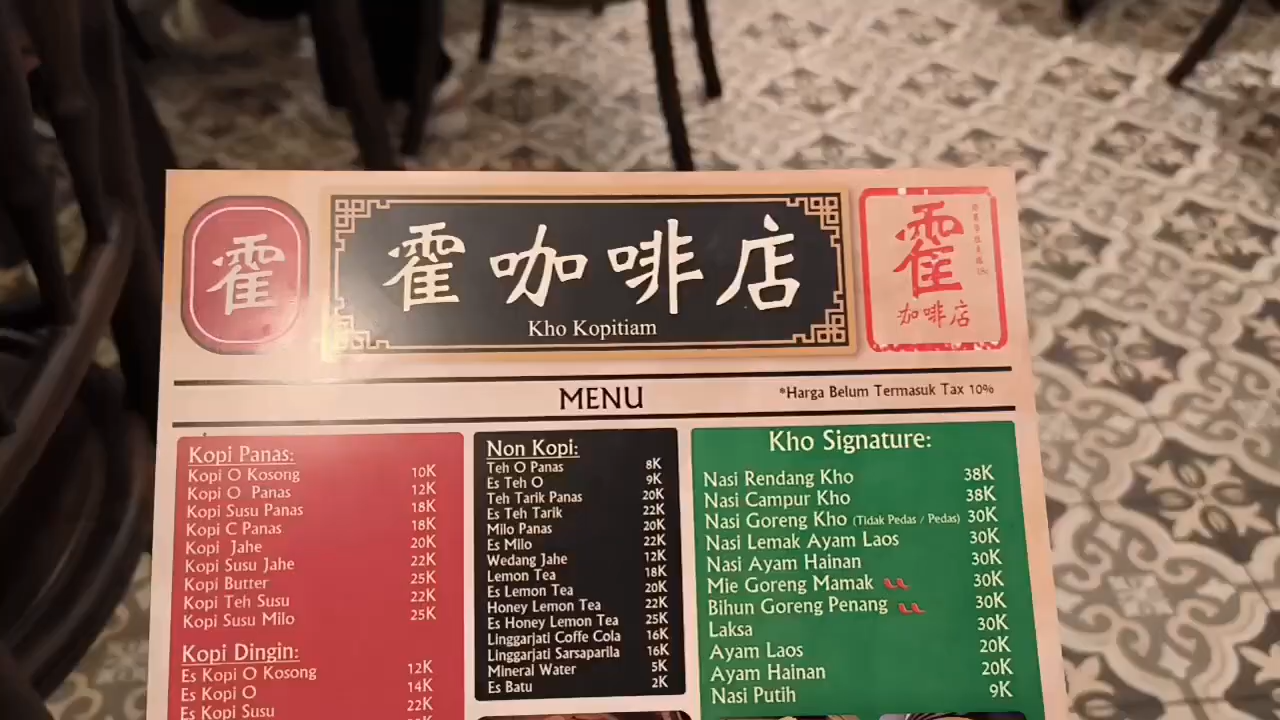 霍
霍咖啡店
Kho Kopitiam
霍
咖啡店
MENU
*Harga Belum Termasuk Tax 10%
Kopi Panas:
Kopi O Kosong 10K
Kopi O Panas 12K
Kopi Susu Panas 18K
Kopi C Panas 18K
Kopi Jahe 20K
Kopi Susu Jahe 22K
Kopi Butter 25K
Kopi Teh Susu 22K
Kopi Susu Milo 25K
Kopi Dingin:
Es Kopi O Kosong 12K
Es Kopi O 14K
Es Kopi Susu 22K
Non Kopi:
Teh O Panas 8K
Es Teh O 9K
Teh Tarik Panas 20K
Es Teh Tarik 22K
Milo Panas 20K
Es Milo 22K
Wedang Jahe 12K
Lemon Tea 18K
Es Lemon Tea 20K
Honey Lemon Tea 22K
Es Honey Lemon Tea 25K
Linggarjati Coffe Cola 16K
Linggarjati Sarsaparila 16K
Mineral Water 5K
Es Batu 2K
Kho Signature:
Nasi Rendang Kho 38K
Nasi Campur Kho 38K
Nasi Goreng Kho (Tidak Pedas / Pedas) 30K
Nasi Lemak Ayam Laos 30K
Nasi Ayam Hainan 30K
Mie Goreng Mamak 30K
Bihun Goreng Penang 30K
Laksa 30K
Ayam Laos 20K
Ayam Hainan 20K
Nasi Putih 9K